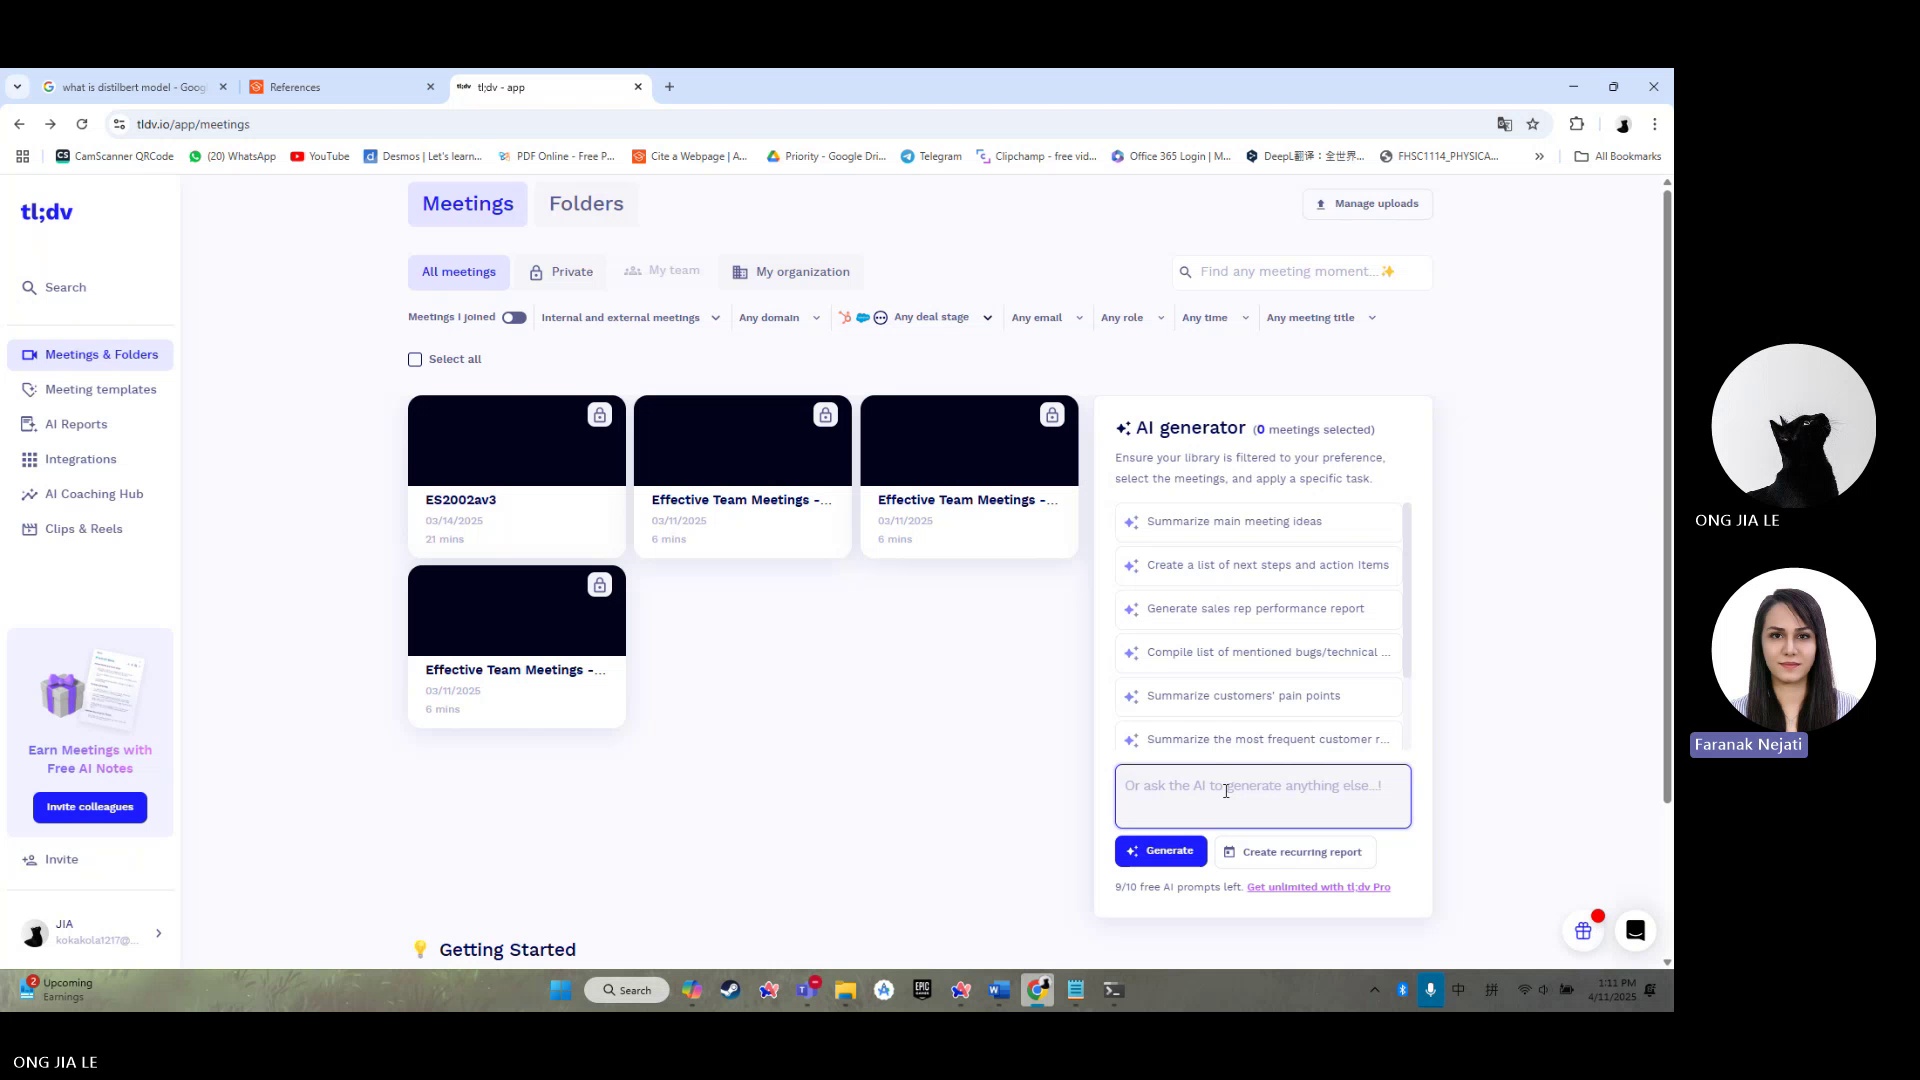 what is distilbert model - Goog
References
tl;dv tl;dv - app
tldv.io/app/meetings
CamScanner QRCode
(20) WhatsApp
YouTube
Desmos | Let's learn...
PDF Online - Free P...
Cite a Webpage | A...
Priority - Google Dri...
Telegram
Clipchamp - free vid...
Office 365 Login | M...
DeepL翻译：全世界...
FHSC1114_PHYSICA...
All Bookmarks
tl;dv
Search
Meetings & Folders
Meeting templates
AI Reports
Integrations
AI Coaching Hub
Clips & Reels
Earn Meetings with
Free AI Notes
Invite colleagues
Invite
JIA
kokakola1217@...
Meetings
Folders
Manage uploads
All meetings
Private
My team
My organization
Find any meeting moment...✨
Meetings I joined
Internal and external meetings
Any domain
Any deal stage
Any email
Any role
Any time
Any meeting title
Select all
ES2002av3
03/14/2025
21 mins
Effective Team Meetings -...
03/11/2025
6 mins
Effective Team Meetings -...
03/11/2025
6 mins
Effective Team Meetings -...
03/11/2025
6 mins
AI generator (0 meetings selected)
Ensure your library is filtered to your preference,
select the meetings, and apply a specific task.
Summarize main meeting ideas
Create a list of next steps and action Items
Generate sales rep performance report
Compile list of mentioned bugs/technical ...
Summarize customers' pain points
Summarize the most frequent customer r...
Or ask the AI to generate anything else...!
Generate
Create recurring report
9/10 free AI prompts left. Get unlimited with tl;dv Pro
💡 Getting Started
2
Upcoming
Earnings
Search
EPIC
GAMES
中
拼
1:11 PM
4/11/2025
ONG JIA LE
Faranak Nejati
ONG JIA LE